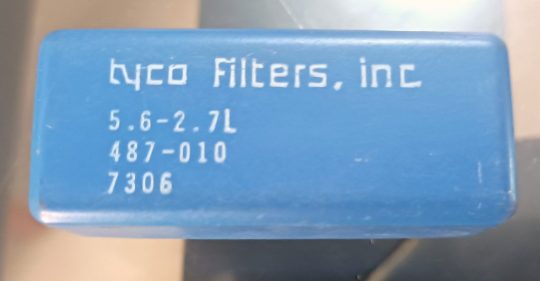 tyco Filters, inc
5.6-2.7L
487-010
7306